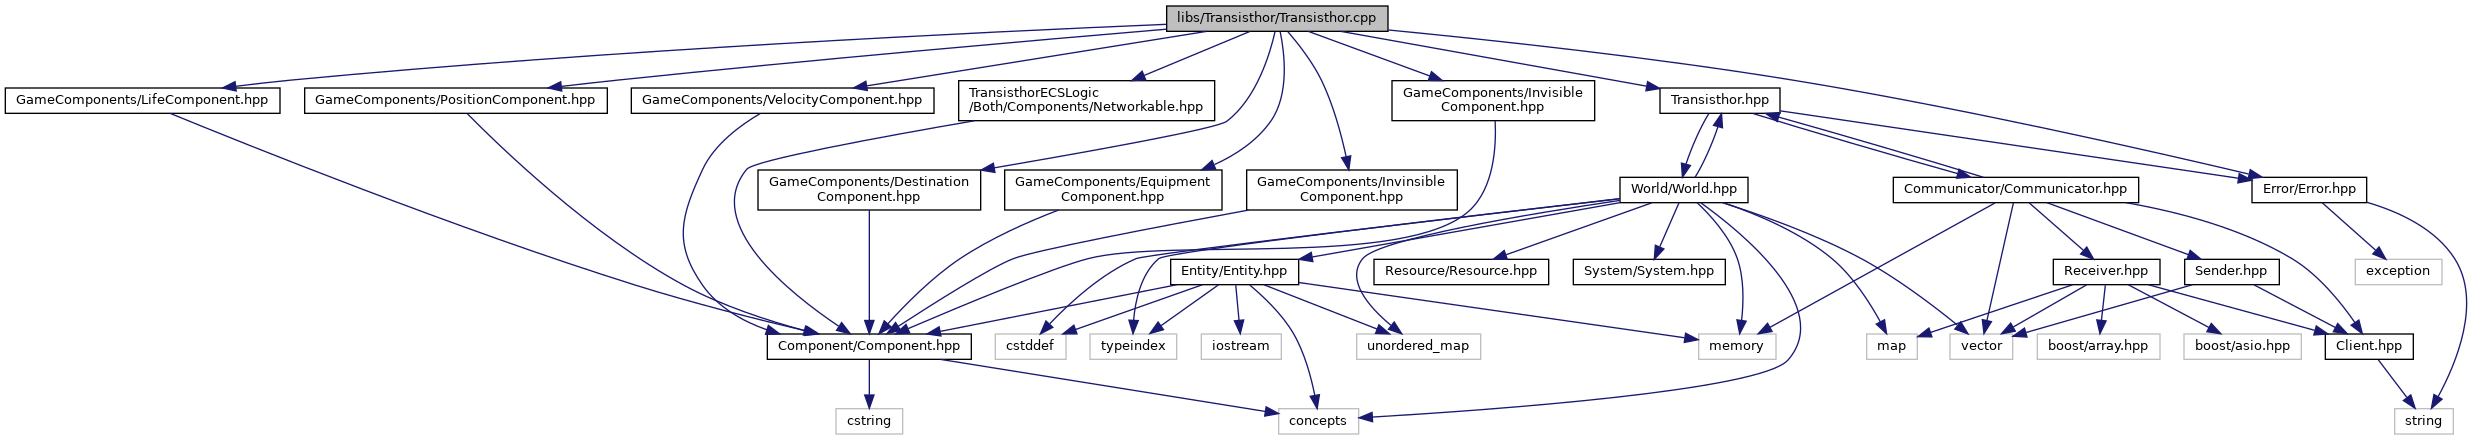 libs/Transisthor/Transisthor.cpp
GameComponents/LifeComponent.hpp
GameComponents/PositionComponent.hpp
GameComponents/VelocityComponent.hpp
TransisthorECSLogic
/Both/Components/Networkable.hpp
GameComponents/Invisible
Component.hpp
Transisthor.hpp
GameComponents/Destination
Component.hpp
GameComponents/Equipment
Component.hpp
GameComponents/Invinsible
Component.hpp
World/World.hpp
Communicator/Communicator.hpp
Error/Error.hpp
Entity/Entity.hpp
Resource/Resource.hpp
System/System.hpp
Receiver.hpp
Sender.hpp
exception
Component/Component.hpp
cstddef
typeindex
iostream
unordered_map
memory
map
vector
boost/array.hpp
boost/asio.hpp
Client.hpp
cstring
concepts
string